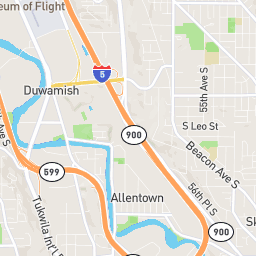 eum of Flight
5
Duwamish
55th Ave S
S Leo St
900
Beacon Ave S
Ave S
599
56th Pl S
Allentown
Tukwila Int'l
900